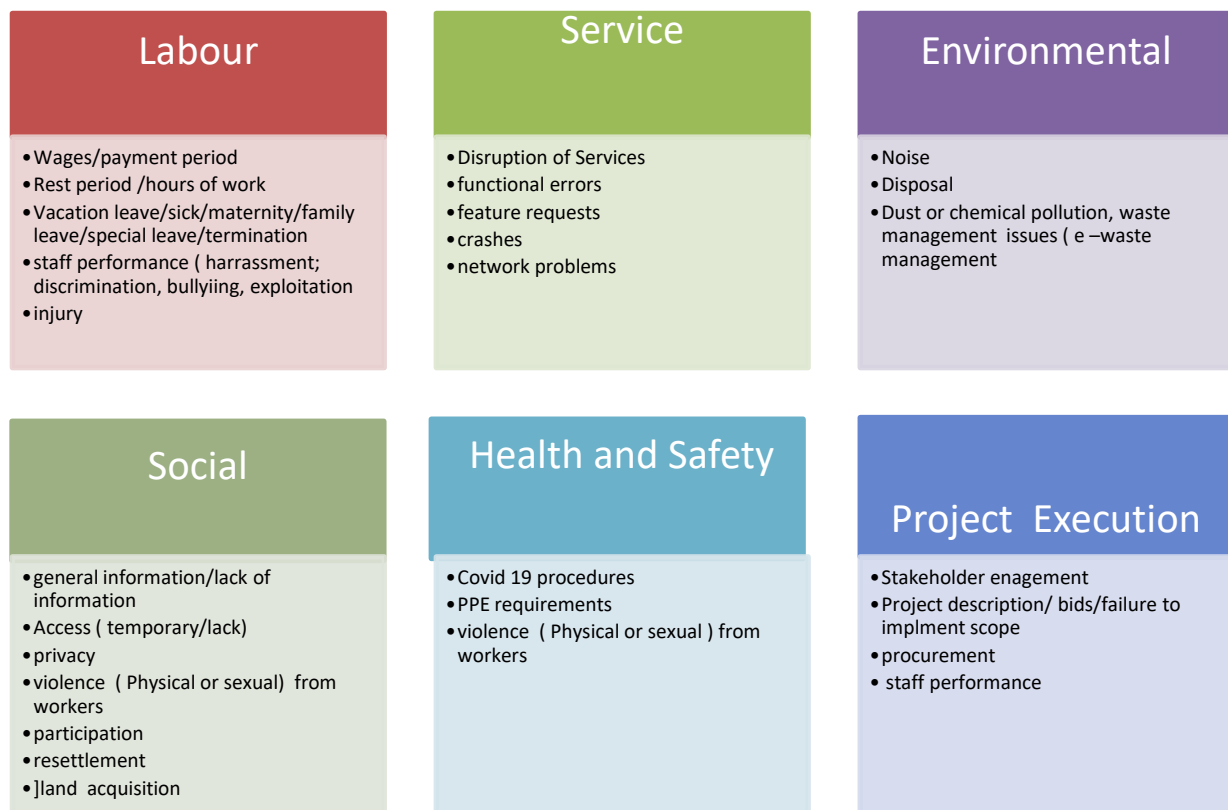 Labour
•Wages/payment period
•Rest period /hours of work
•Vacation leave/sick/maternity/family
leave/special leave/termination
•staff performance ( harrassment;
discrimination, bullyiing, exploitation
•injury
Service
•Disruption of Services
•functional errors
•feature requests
•crashes
•network problems
Environmental
•Noise
•Disposal
•Dust or chemical pollution, waste
management issues ( e –waste
management
Social
•general information/lack of
information
•Access ( temporary/lack)
•privacy
•violence ( Physical or sexual) from
workers
•participation
•resettlement
•]land acquisition
Health and Safety
•Covid 19 procedures
•PPE requirements
•violence ( Physical or sexual ) from
workers
Project Execution
•Stakeholder enagement
•Project description/ bids/failure to
implment scope
•procurement
• staff performance